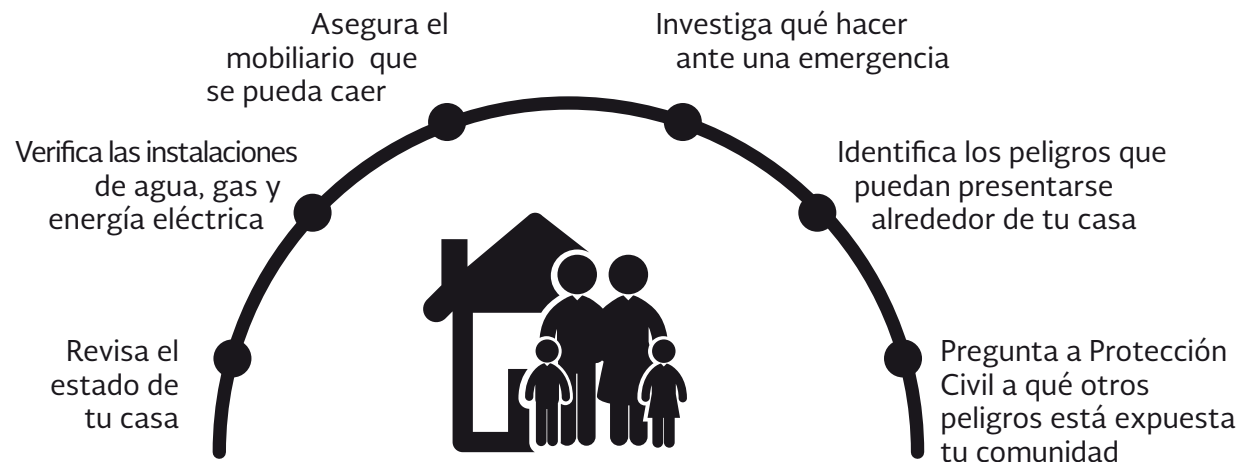 Asegura el
mobiliario que
se pueda caer
Investiga qué hacer
ante una emergencia
Verifica las instalaciones
de agua, gas y
energía eléctrica
Identifica los peligros que
puedan presentarse
alrededor de tu casa
Revisa el
estado de
tu casa
Pregunta a Protección
Civil a qué otros
peligros está expuesta
tu comunidad